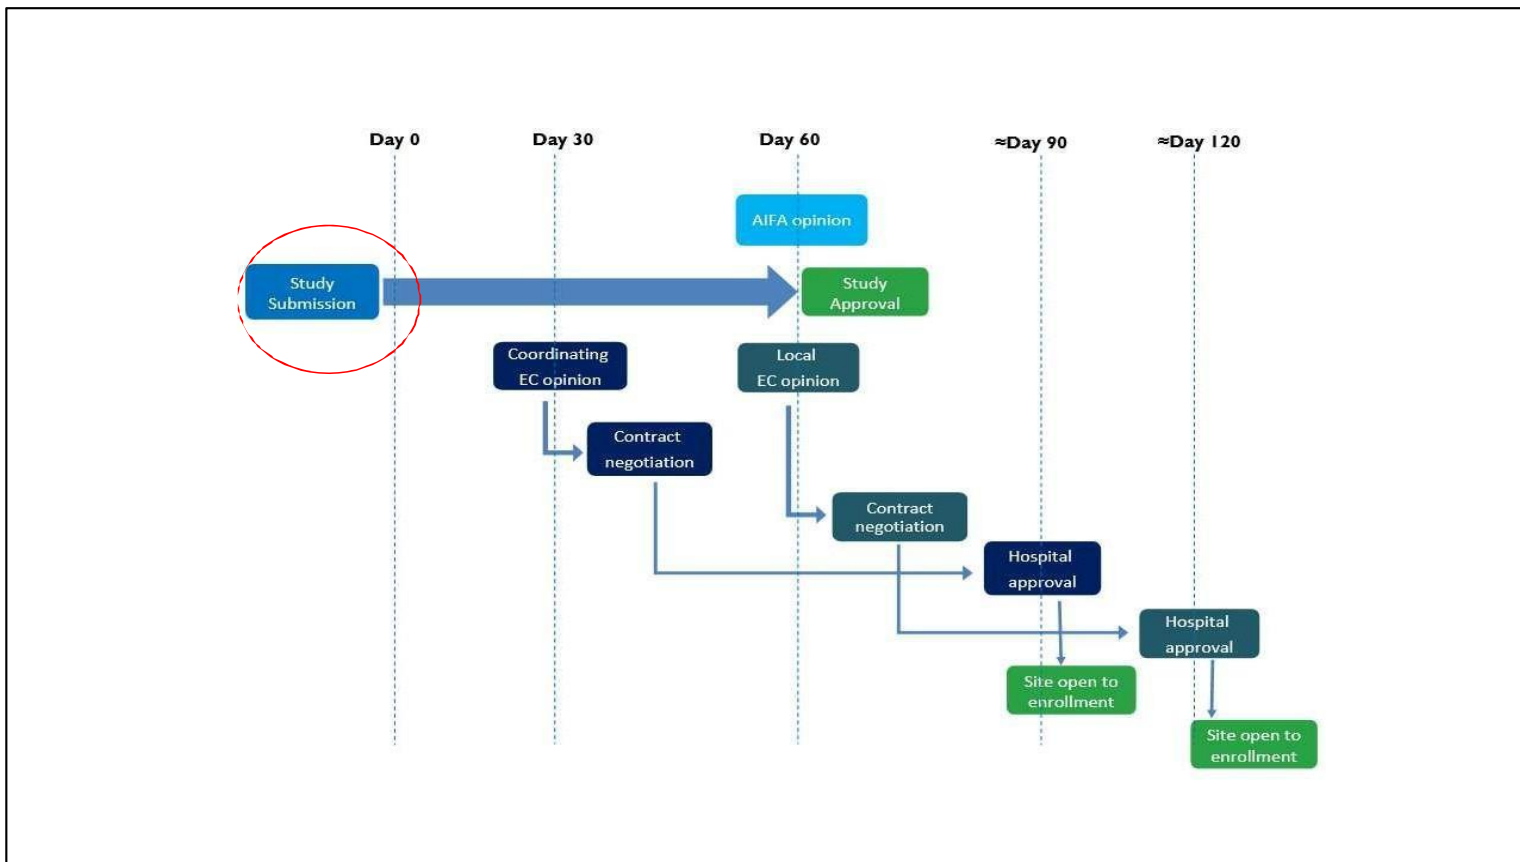 Day 0
Day 30
Day 60
≈Day 90
≈Day 120
AIFA opinion
Study
Submission
Study
Approval
Coordinating
EC opinion
Local
EC opinion
Contract
negotiation
Contract
negotiation
Hospital
approval
Hospital
approval
Site open to
enrollment
Site open to
enrollment